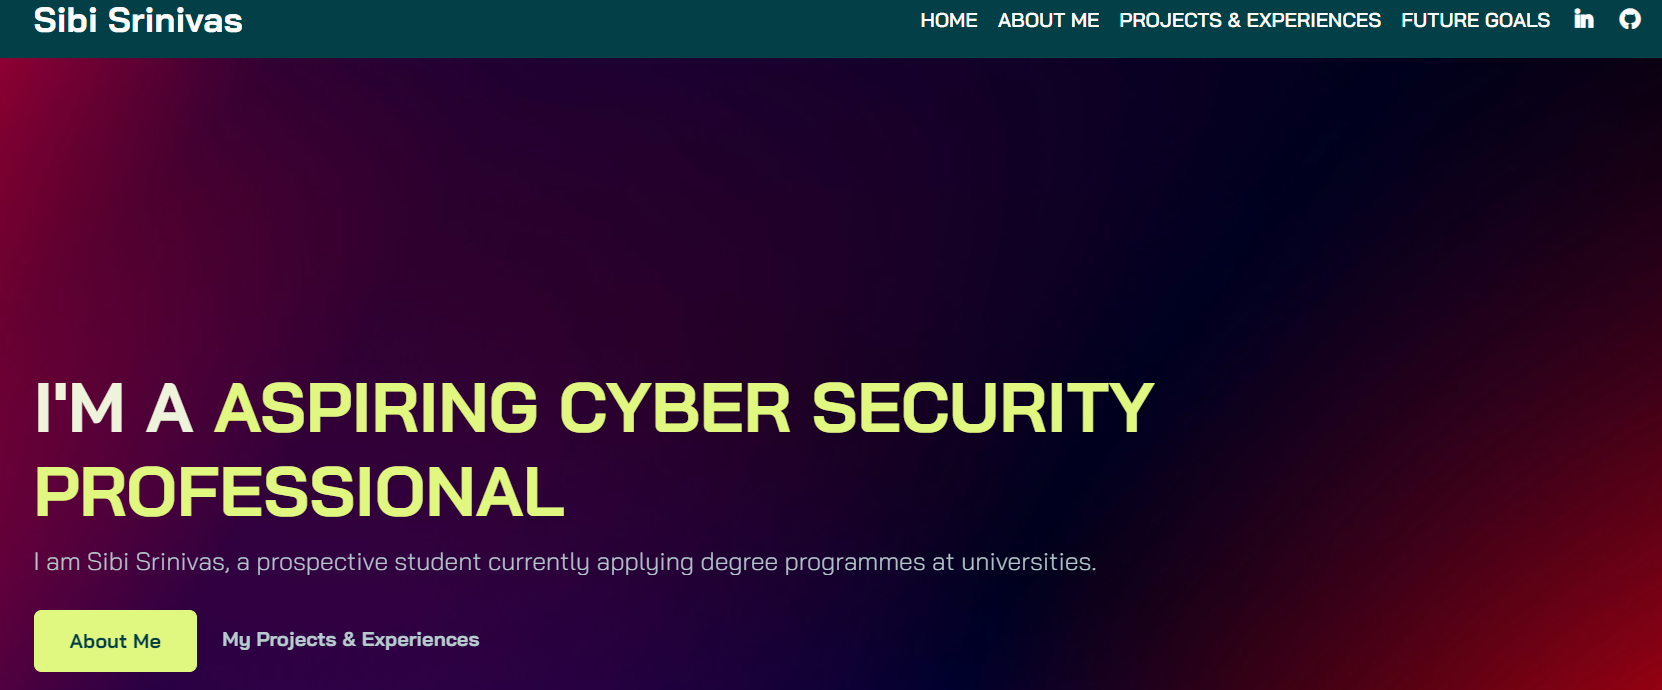 Sibi Srinivas
HOME ABOUT ME PROJECTS & EXPERIENCES FUTURE GOALS in
I'M A ASPIRING CYBER SECURITY
PROFESSIONAL
I am Sibi Srinivas, a prospective student currently applying degree programmes at universities.
About Me
My Projects & Experiences